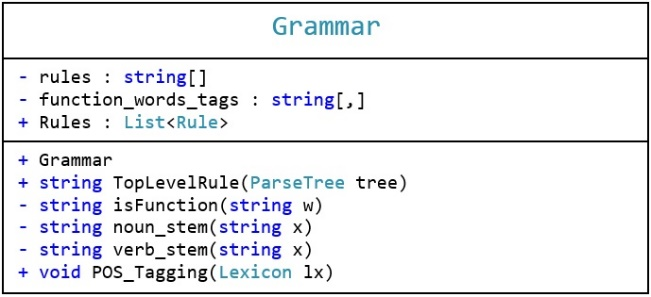 Grammar
- rules : string[]
- function_words_tags : string[,]
+ Rules : List<Rule>
+ Grammar
+ string TopLevelRule(ParseTree tree)
- string isFunction(string w)
- string noun_stem(string x)
- string verb_stem(string x)
+ void POS_Tagging(Lexicon lx)